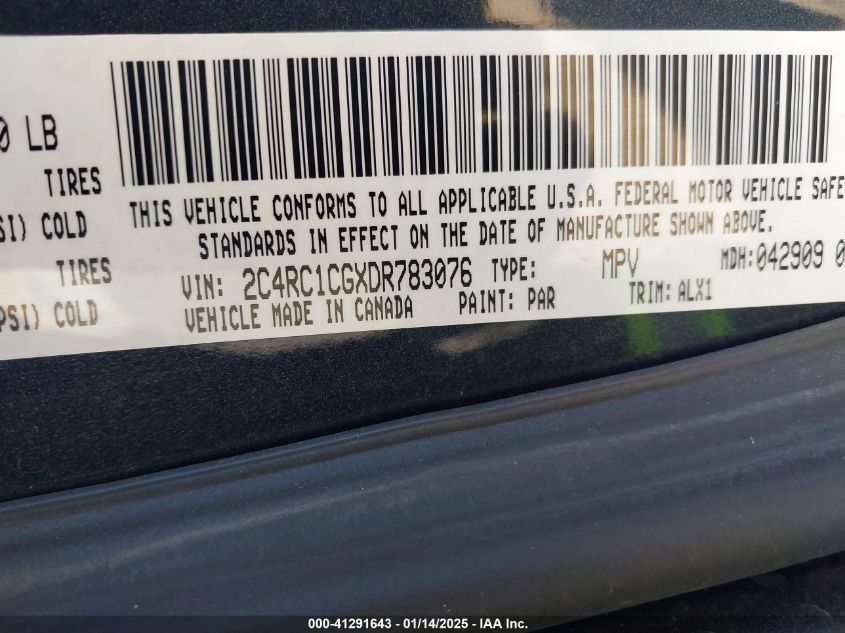 0 LB
TIRES
SI) COLD
TIRES
PSI) COLD
THIS VEHICLE CONFORMS TO ALL APPLICABLE U.S.A. FEDERAL MOTOR VEHICLE SAFE
STANDARDS IN EFFECT ON THE DATE OF MANUFACTURE SHOWN ABOVE.
VIN: 2C4RC1CGXDR783076 TYPE: MPV MDH:042909 0
VEHICLE MADE IN CANADA PAINT: PAR TRIM: ALX1
000-41291643 - 01/14/2025 - IAA Inc.